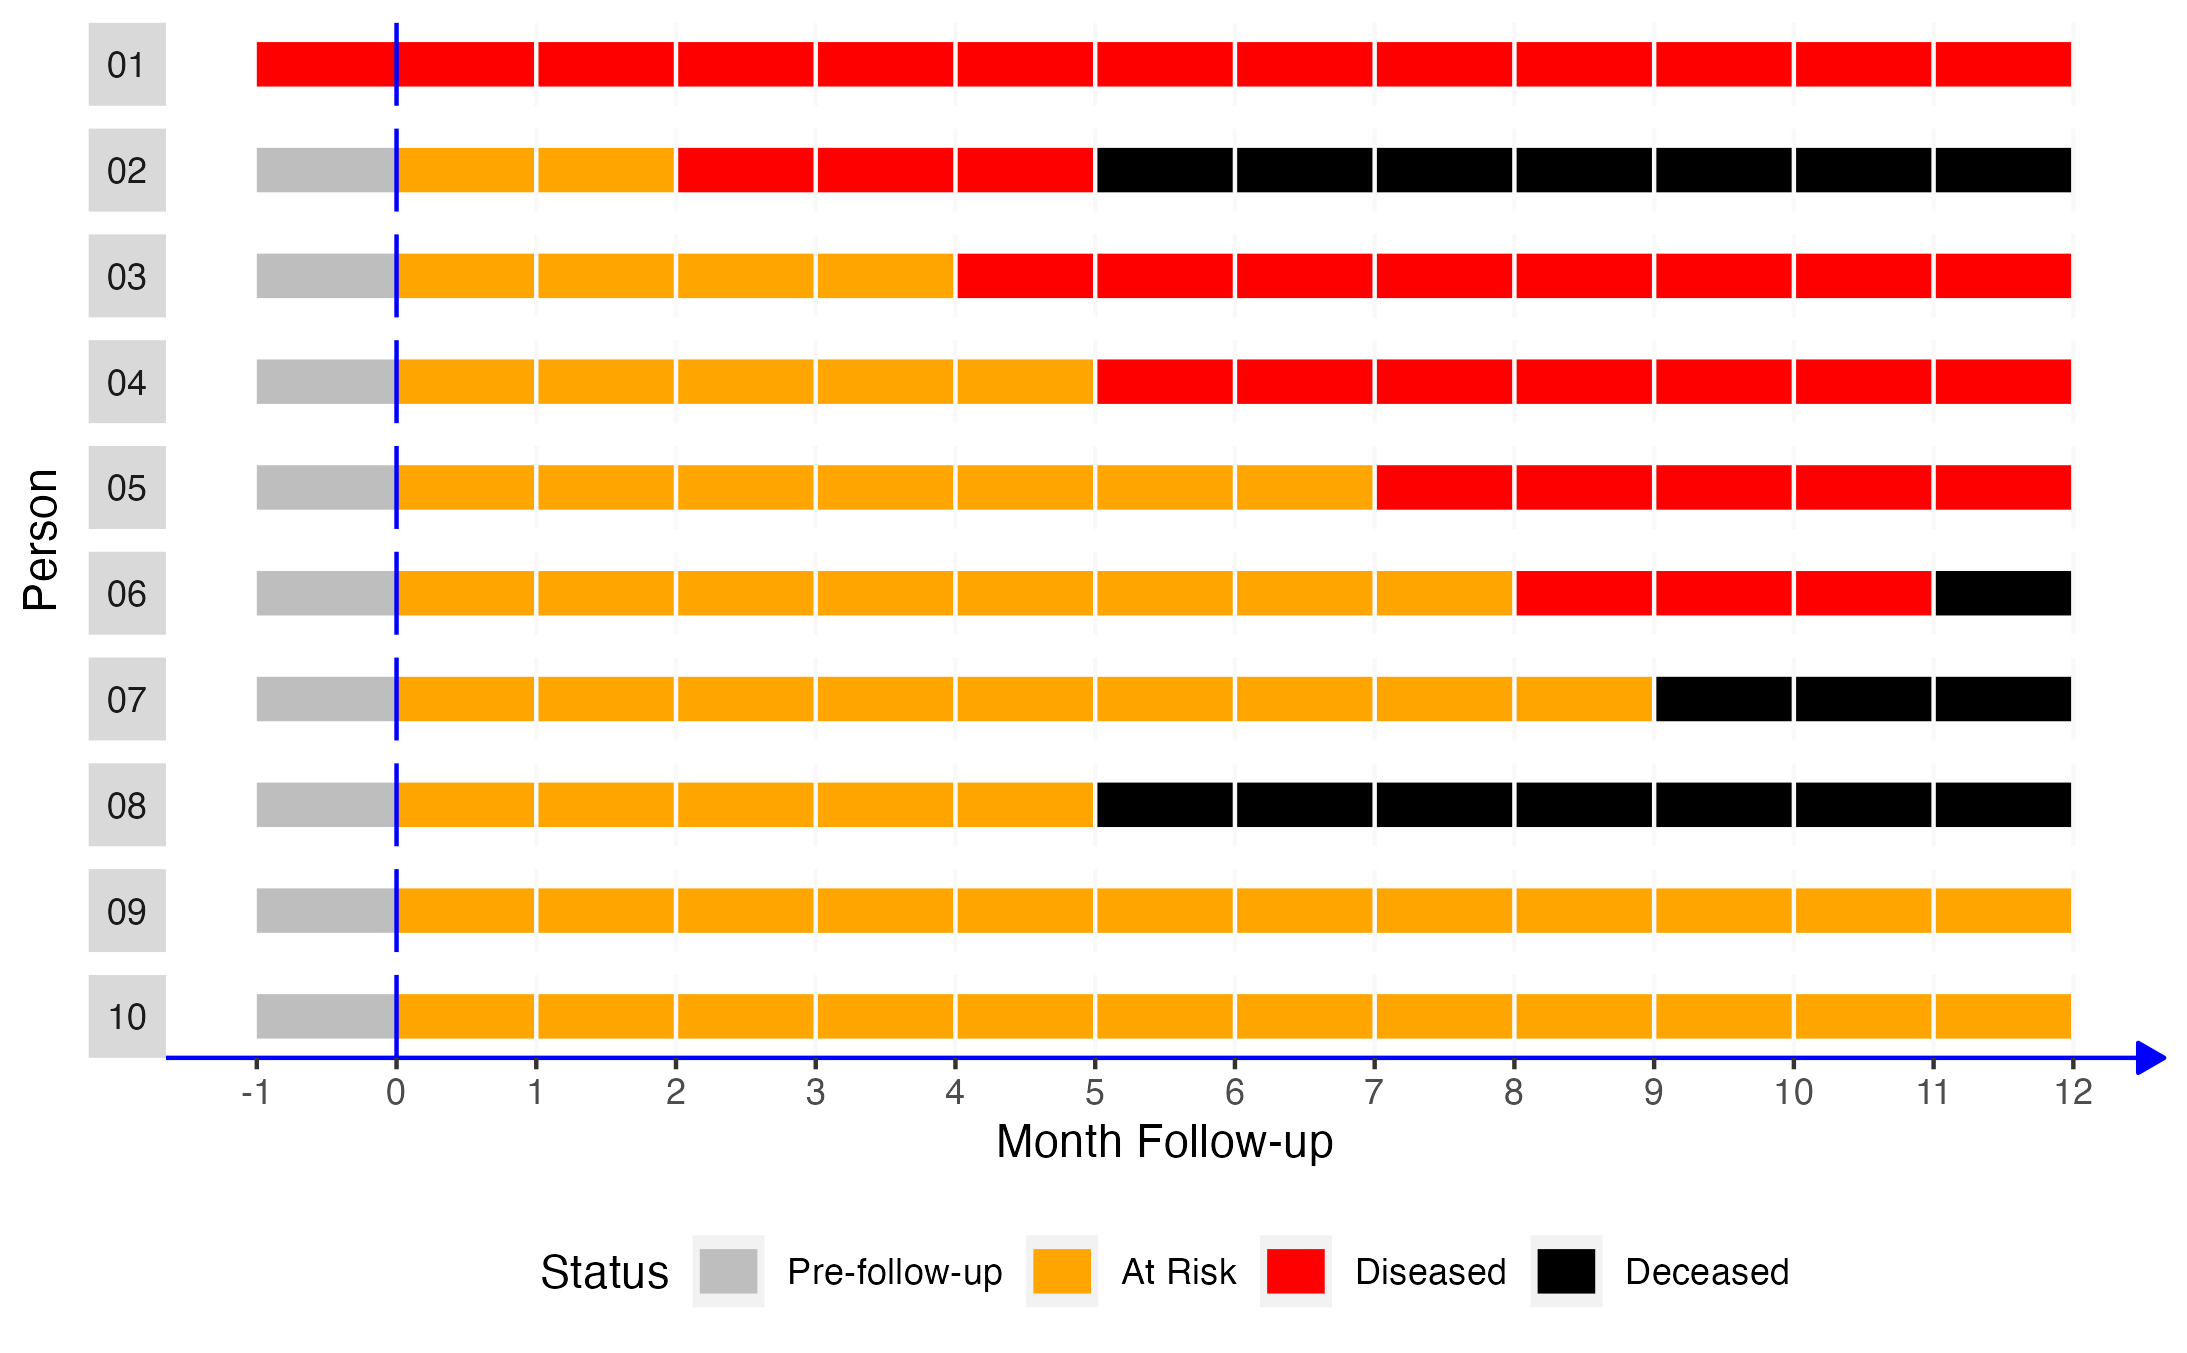 01
02
03
04
05
06
07
08
09
10
Person
-1 0 1 2 3 4 5 6 7 8 9 10 11 12
Month Follow-up
Status Pre-follow-up At Risk Diseased Deceased